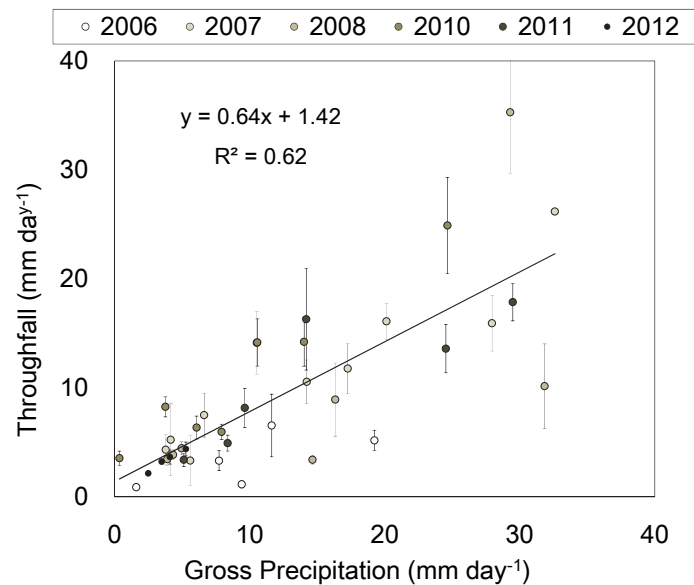 2006 2007 2008 2010 2011 2012
40
y = 0.64x + 1.42
R² = 0.62
30
20
10
0
Throughfall (mm da^y-1)
0 10 20 30 40
Gross Precipitation (mm day⁻¹)